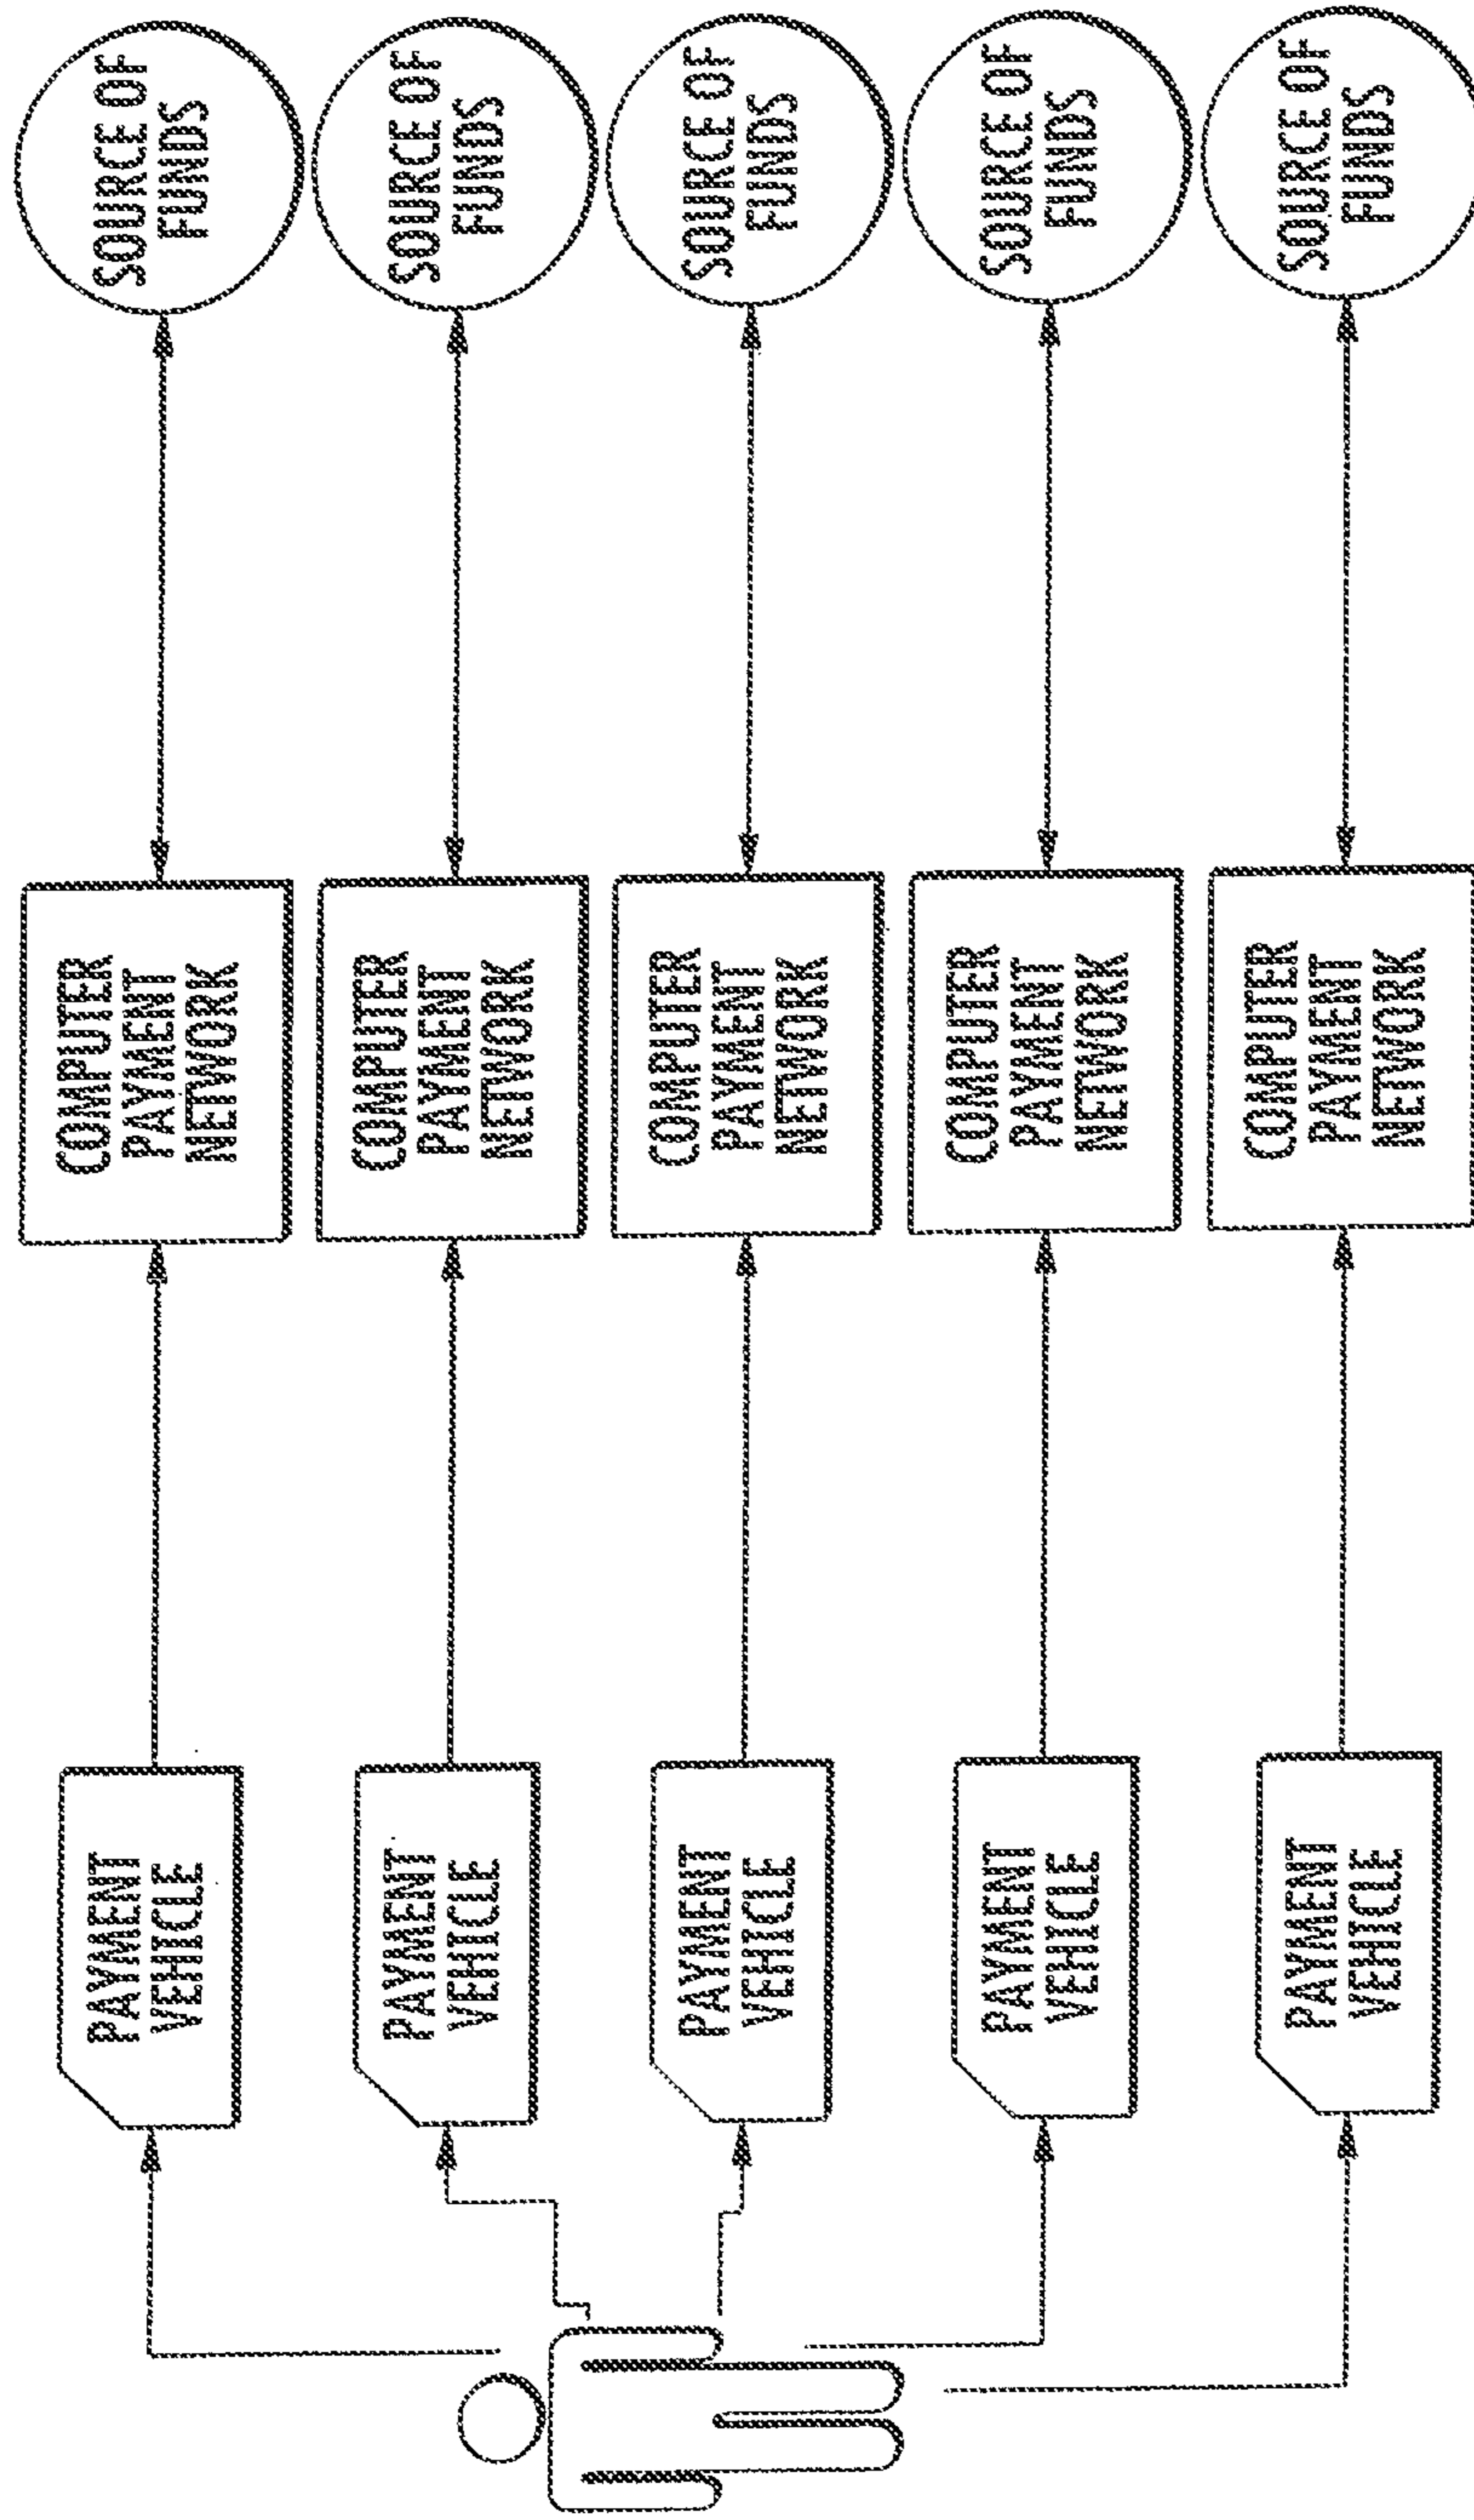 PAYMENT
VEHICLE
COMPUTER
PAYMENT
NETWORK
SOURCE OF
FUNDS
PAYMENT
VEHICLE
COMPUTER
PAYMENT
NETWORK
SOURCE OF
FUNDS
PAYMENT
VEHICLE
COMPUTER
PAYMENT
NETWORK
SOURCE OF
FUNDS
PAYMENT
VEHICLE
COMPUTER
PAYMENT
NETWORK
SOURCE OF
FUNDS
PAYMENT
VEHICLE
COMPUTER
PAYMENT
NETWORK
SOURCE OF
FUNDS